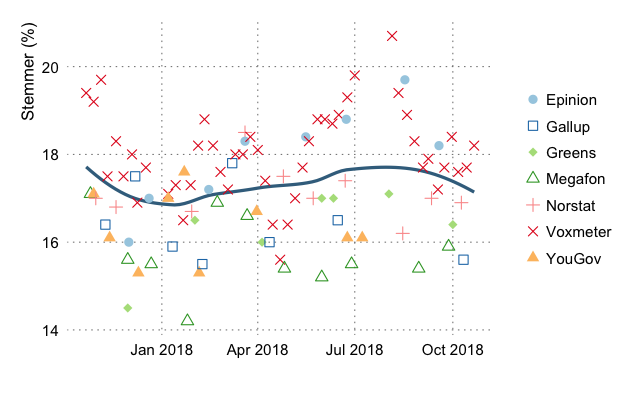 Stemmer (%)
20
18
16
14
Jan 2018 Apr 2018 Jul 2018 Oct 2018
Epinion
Gallup
Greens
Megafon
Norstat
Voxmeter
YouGov